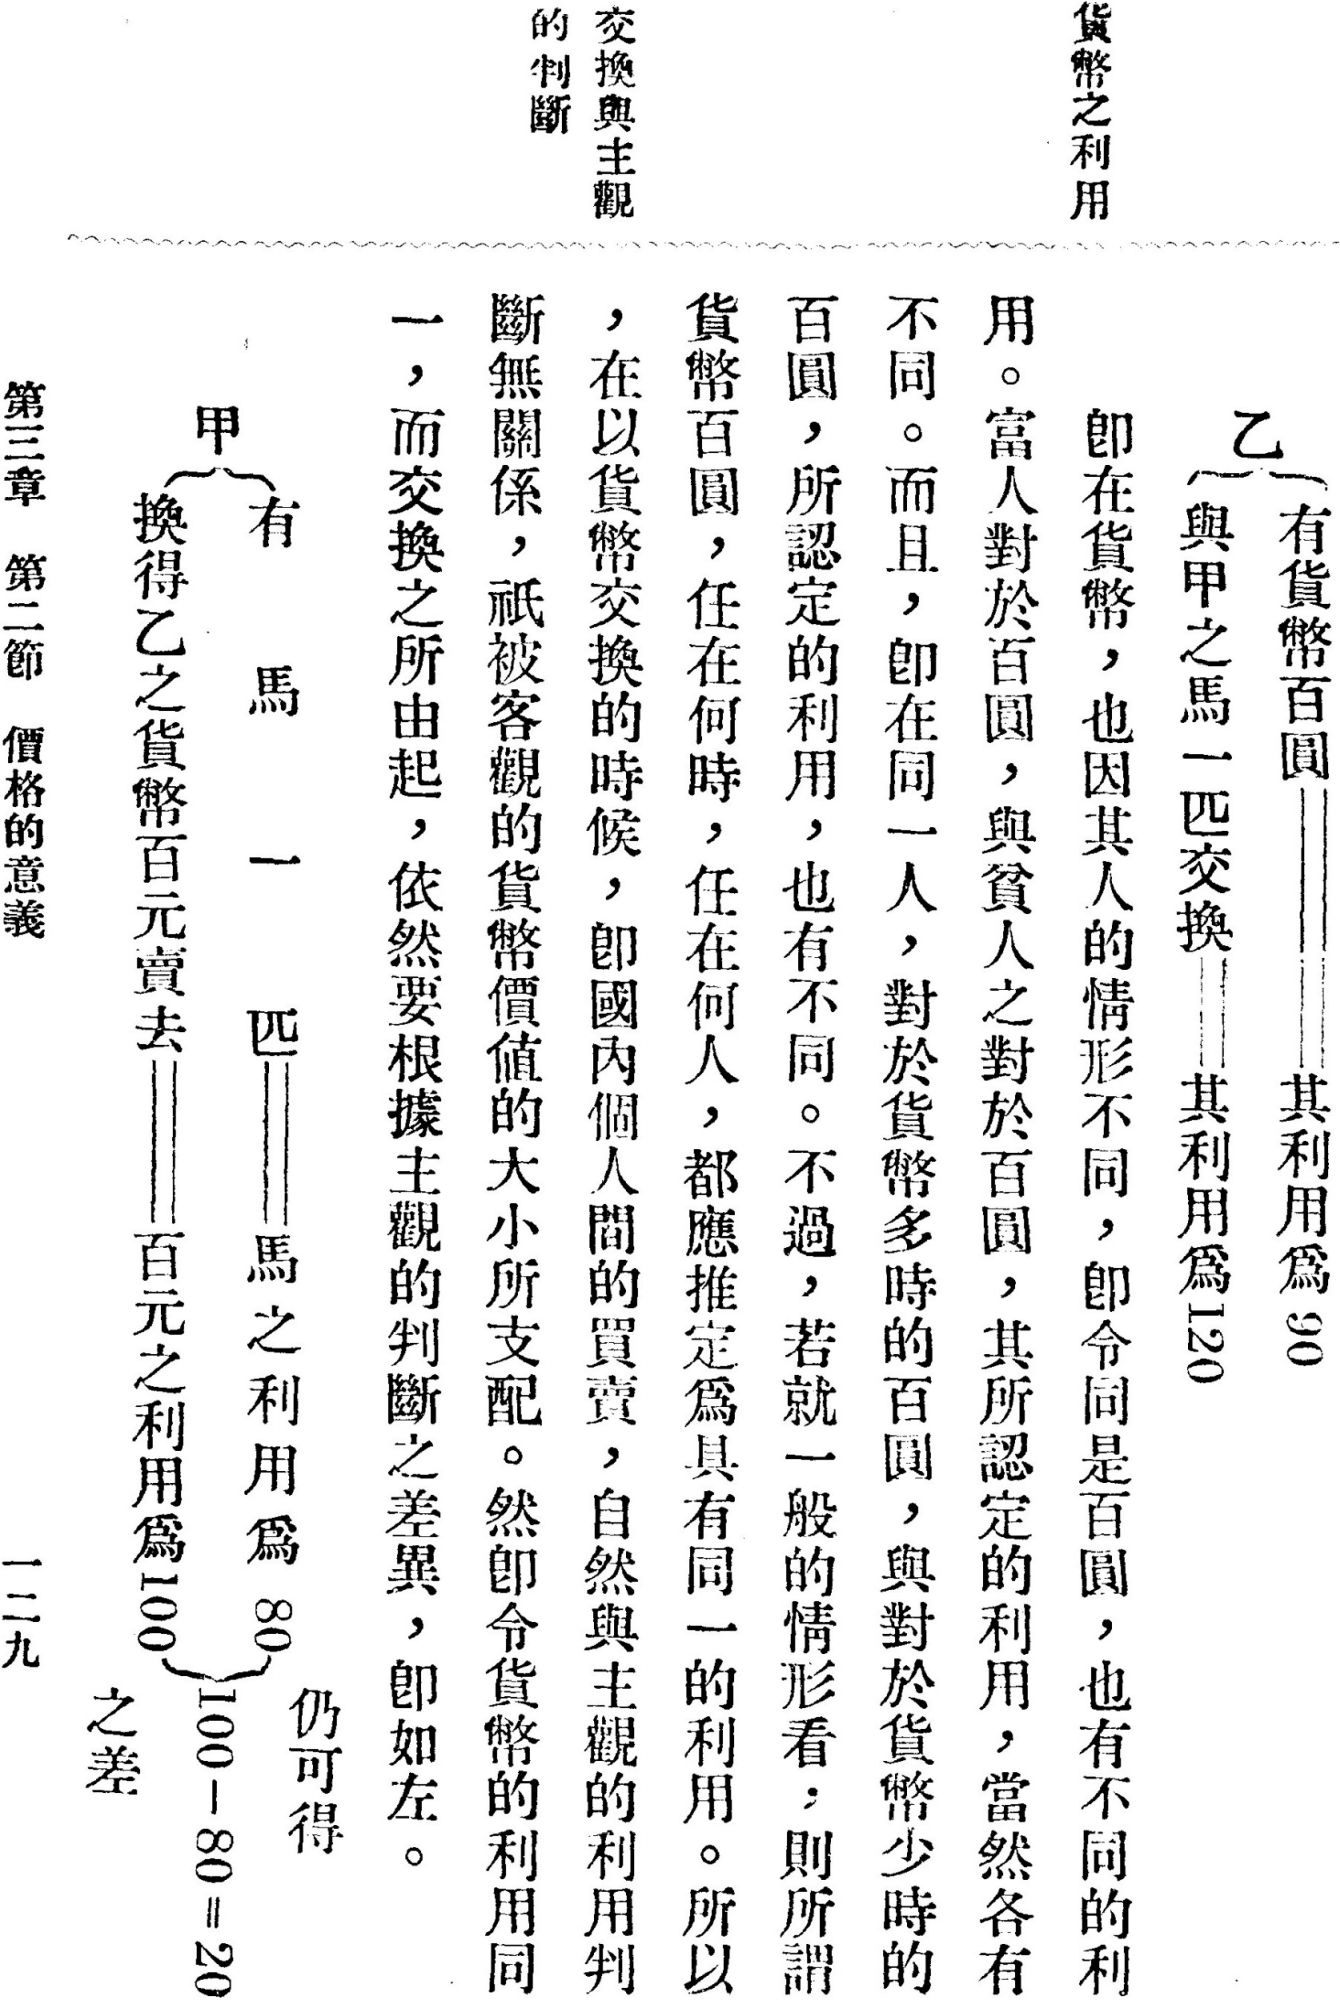 貨幣之利用
交換與主觀
的判斷
乙
有貨幣百圓 其利用爲 90
與甲之馬一匹交換 其利用爲 120
卽在貨幣，也因其人的情形不同，卽令同是百圓，也有不同的利
用。富人對於百圓，與貧人之對於百圓，其所認定的利用，當然各有
不同。而且，卽在同一人，對於貨幣多時的百圓，與對於貨幣少時的
百圓，所認定的利用，也有不同。不過，若就一般的情形看，則所謂
貨幣百圓，任在何時，任在何人，都應推定爲具有同一的利用。所以
，在以貨幣交換的時候，卽國內個人間的買賣，自然與主觀的利用判
斷無關係，祇被客觀的貨幣價値的大小所支配。然卽令貨幣的利用同
一，而交換之所由起，依然要根據主觀的判斷之差異，卽如左。
甲
有馬一匹 馬之利用爲 80
換得乙之貨幣百元賣去 百元之利用爲 100
仍可得
100－80＝20
之差
第三章 第二節 價格的意義 一二九